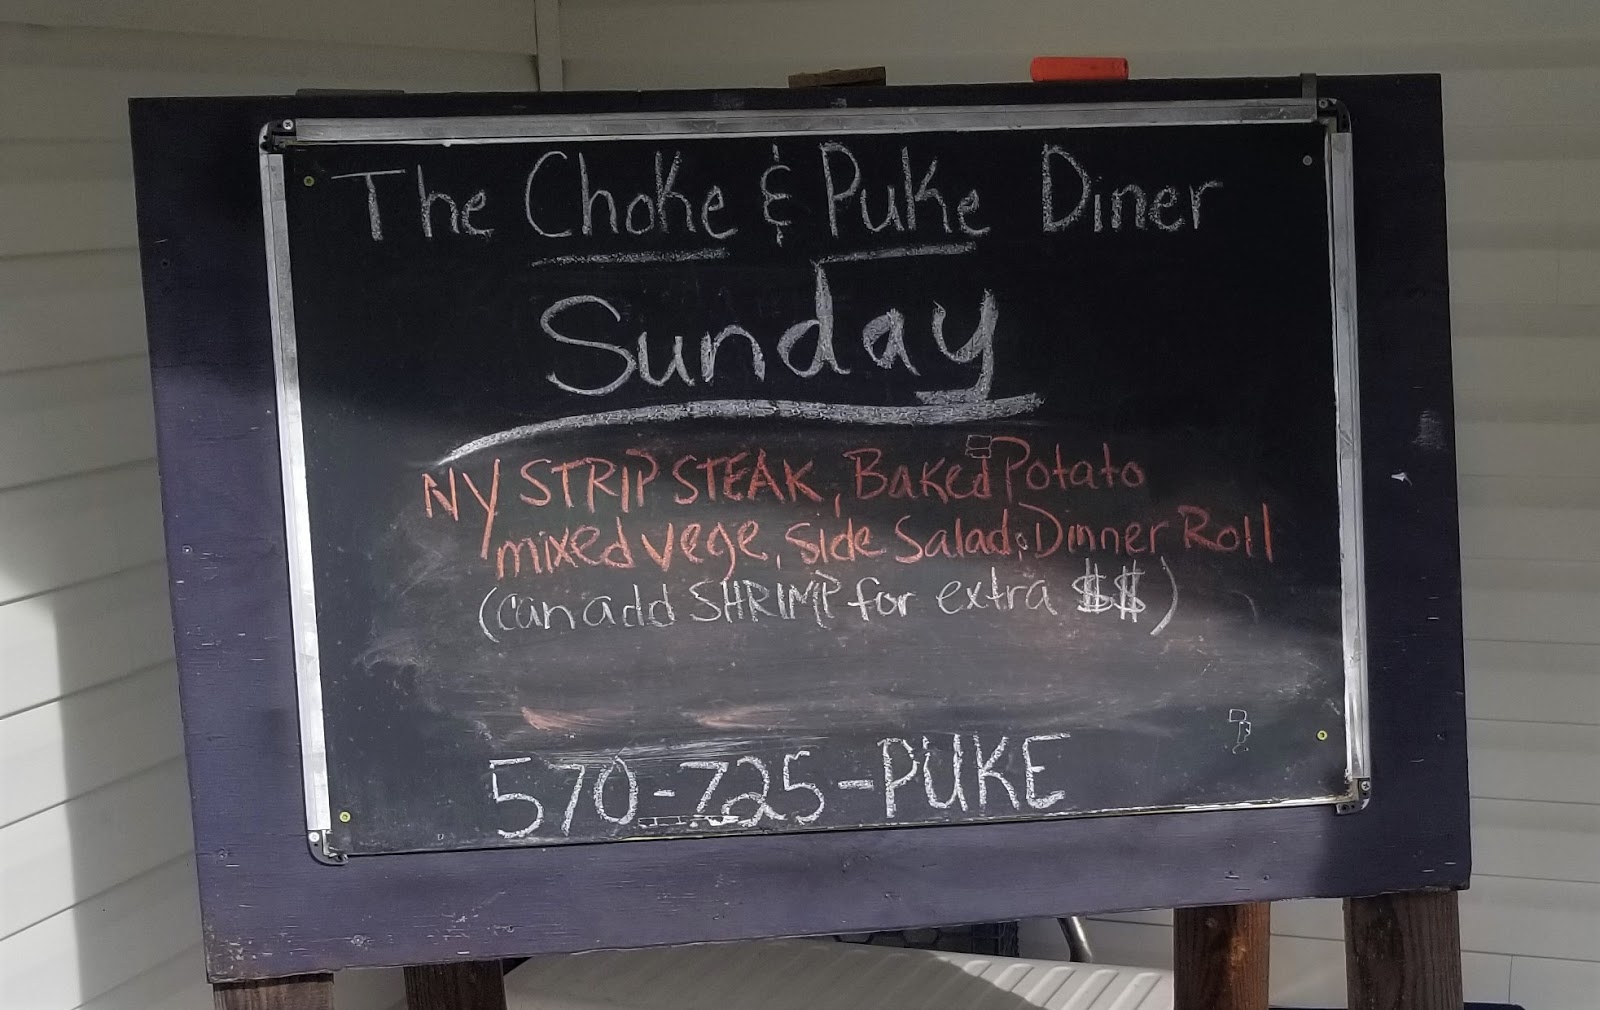 The Choke & Puke Diner
Sunday
NY STRIP STEAK, Baked Potato
mixed vege, side salad, Dinner Roll
(can add SHRIMP for extra $$)
570-725-PUKE